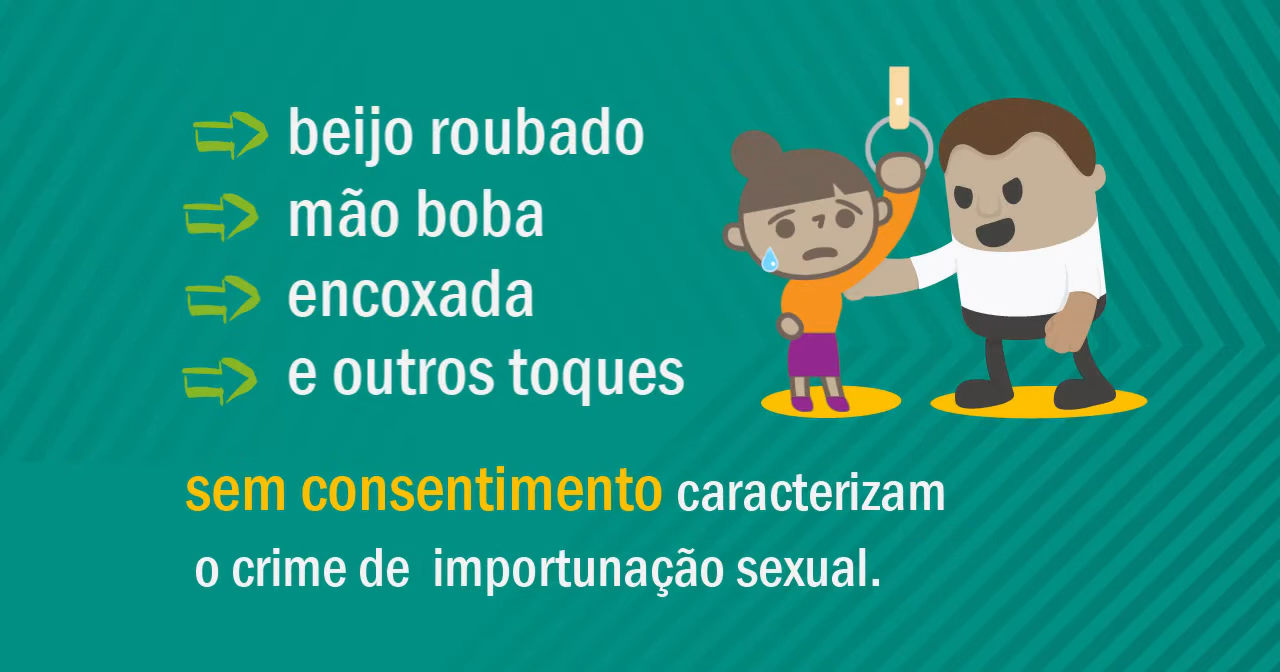 beijo roubado
mão boba
encoxada
e outros toques
sem consentimento caracterizam
o crime de importunação sexual.